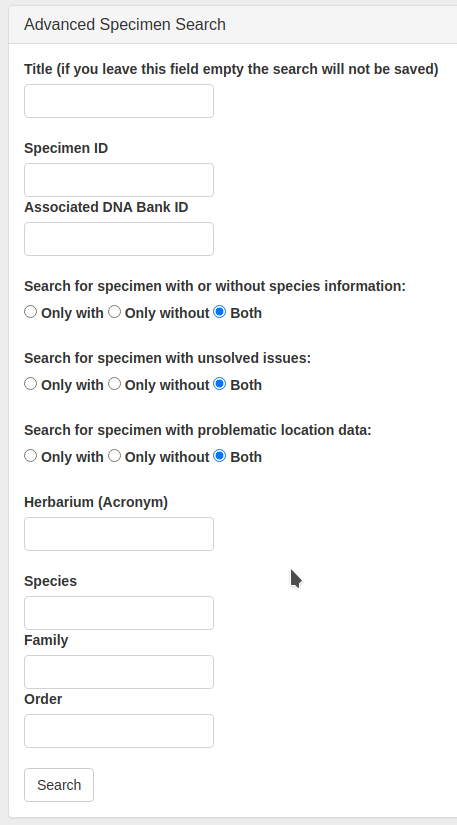 Advanced Specimen Search
Title (if you leave this field empty the search will not be saved)
Specimen ID
Associated DNA Bank ID
Search for specimen with or without species information:
Only with Only without Both
Search for specimen with unsolved issues:
Only with Only without Both
Search for specimen with problematic location data:
Only with Only without Both
Herbarium (Acronym)
Species
Family
Order
Search